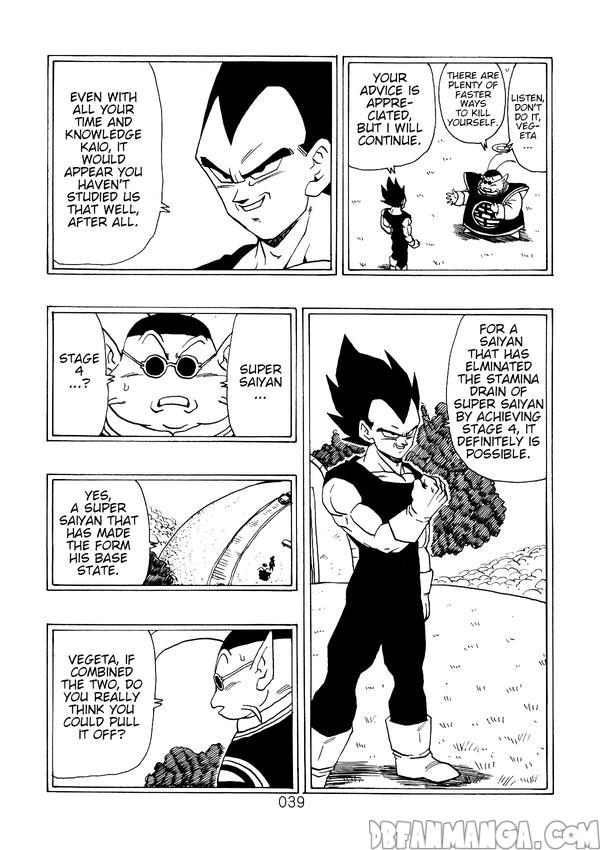 LISTEN,
DON'T
DO IT,
VEG-
ETA...
THERE ARE
PLENTY OF
FASTER
WAYS
TO KILL
YOURSELF.
YOUR
ADVICE IS
APPRE-
CIATED,
BUT I WILL
CONTINUE.
EVEN WITH
ALL YOUR
TIME AND
KNOWLEDGE
KAIO, IT
WOULD
APPEAR YOU
HAVEN'T
STUDIED US
THAT WELL,
AFTER ALL.
FOR A
SAIYAN
THAT HAS
ELMINATED
THE STAMINA
DRAIN OF
SUPER SAIYAN
BY ACHIEVING
STAGE 4, IT
DEFINITELY IS
POSSIBLE.
SUPER
SAIYAN
...
STAGE
4
...?
YES,
A SUPER
SAIYAN THAT
HAS MADE
THE FORM
HIS BASE
STATE.
VEGETA, IF
COMBINED
THE TWO, DO
YOU REALLY
THINK YOU
COULD PULL
IT OFF?
039
DBFANMANGA.COM